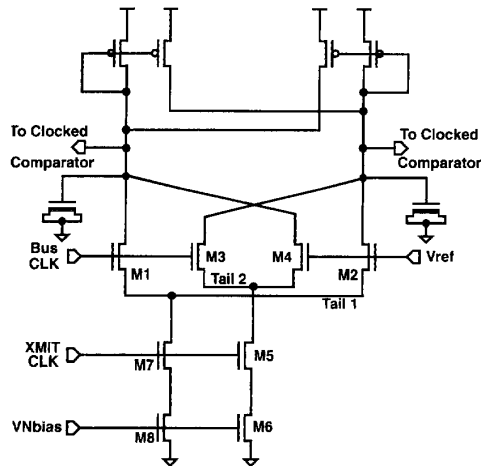 To Clocked
Comparator
To Clocked
Comparator
Bus
CLK
M1
M3
M4
M2
Vref
Tail 2
Tail 1
XMIT
CLK
M7
M5
VNbias
M8
M6